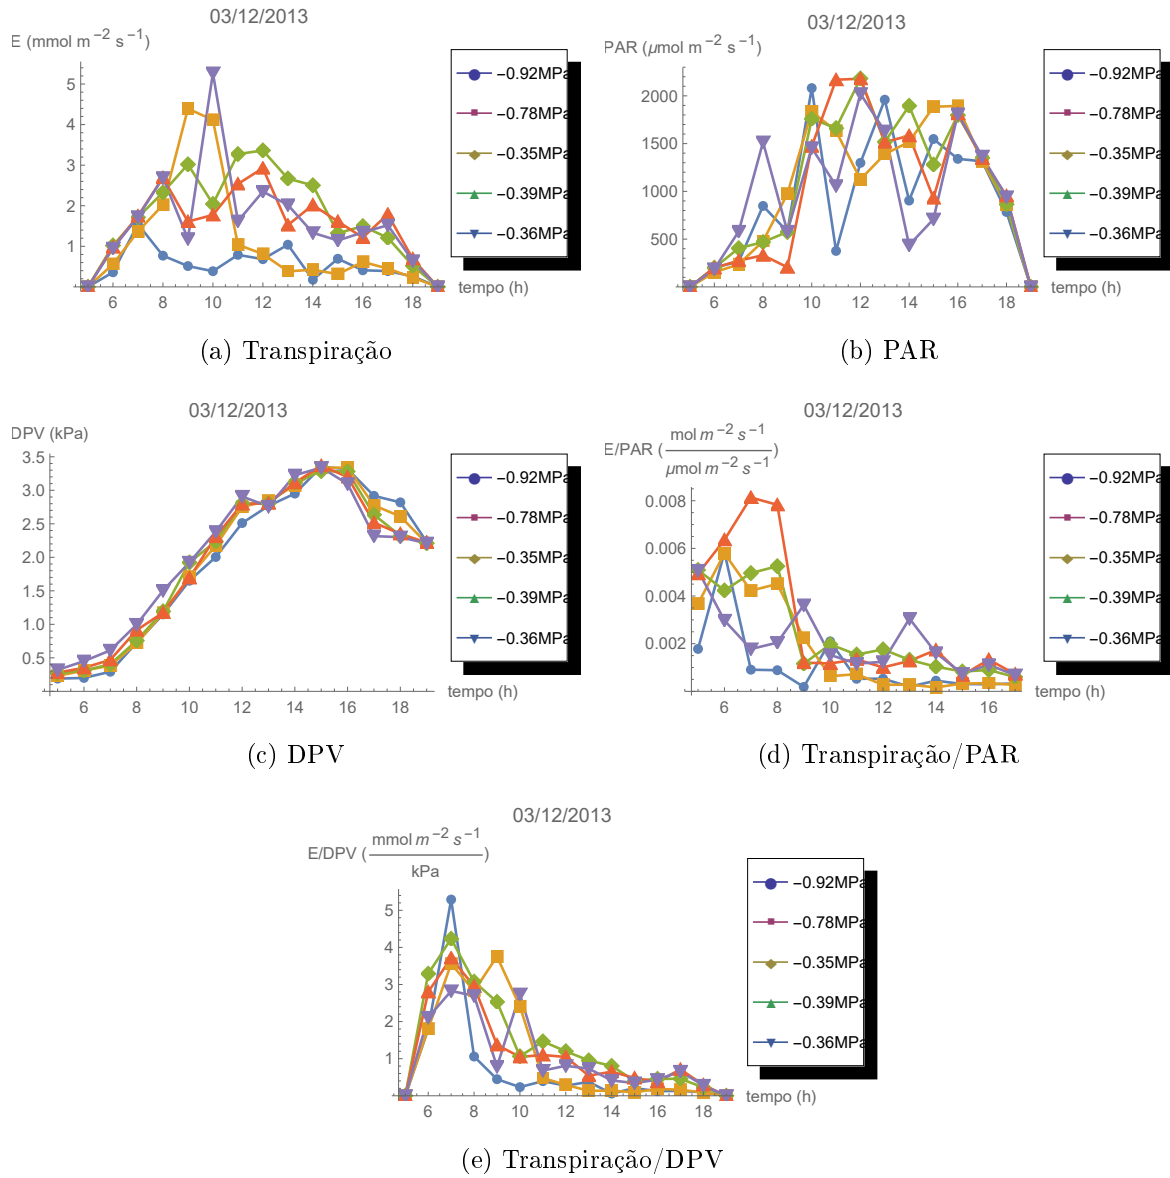 03/12/2013
E (mmol m⁻² s⁻¹)
5
4
3
2
1
6 8 10 12 14 16 18
tempo (h)
−0.92MPa
−0.78MPa
−0.35MPa
−0.39MPa
−0.36MPa
(a) Transpiração
03/12/2013
PAR (μmol m⁻² s⁻¹)
2000
1500
1000
500
6 8 10 12 14 16 18
tempo (h)
−0.92MPa
−0.78MPa
−0.35MPa
−0.39MPa
−0.36MPa
(b) PAR
03/12/2013
DPV (kPa)
3.5
3.0
2.5
2.0
1.5
1.0
0.5
6 8 10 12 14 16 18
tempo (h)
−0.92MPa
−0.78MPa
−0.35MPa
−0.39MPa
−0.36MPa
(c) DPV
03/12/2013
E/PAR ( mol m⁻² s⁻¹ / μmol m⁻² s⁻¹ )
0.008
0.006
0.004
0.002
6 8 10 12 14 16
tempo (h)
−0.92MPa
−0.78MPa
−0.35MPa
−0.39MPa
−0.36MPa
(d) Transpiração/PAR
03/12/2013
E/DPV ( mmol m⁻² s⁻¹ / kPa )
5
4
3
2
1
6 8 10 12 14 16 18
tempo (h)
−0.92MPa
−0.78MPa
−0.35MPa
−0.39MPa
−0.36MPa
(e) Transpiração/DPV